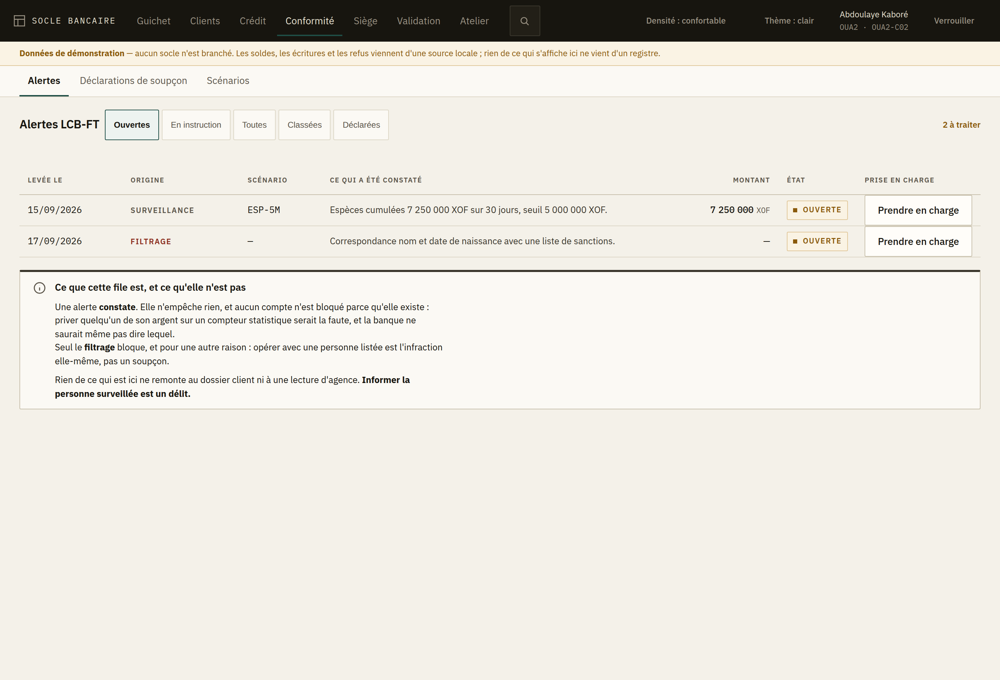 SOCLE BANCAIRE
Guichet
Clients
Crédit
Conformité
Siège
Validation
Atelier
Densité : confortable
Thème : clair
Abdoulaye Kaboré
OUA2 · OUA2-C02
Verrouiller
Données de démonstration — aucun socle n'est branché. Les soldes, les écritures et les refus viennent d'une source locale ; rien de ce qui s'affiche ici ne vient d'un registre.
Alertes
Déclarations de soupçon
Scénarios
Alertes LCB-FT
Ouvertes
En instruction
Toutes
Classées
Déclarées
2 à traiter
LEVÉE LE
ORIGINE
SCÉNARIO
CE QUI A ÉTÉ CONSTATÉ
MONTANT
ÉTAT
PRISE EN CHARGE
15/09/2026
SURVEILLANCE
ESP-5M
Espèces cumulées 7 250 000 XOF sur 30 jours, seuil 5 000 000 XOF.
7 250 000 XOF
OUVERTE
Prendre en charge
17/09/2026
FILTRAGE
—
Correspondance nom et date de naissance avec une liste de sanctions.
—
OUVERTE
Prendre en charge
Ce que cette file est, et ce qu'elle n'est pas
Une alerte constate. Elle n'empêche rien, et aucun compte n'est bloqué parce qu'elle existe :
priver quelqu'un de son argent sur un compteur statistique serait la faute, et la banque ne
saurait même pas dire lequel.
Seul le filtrage bloque, et pour une autre raison : opérer avec une personne listée est l'infraction
elle-même, pas un soupçon.
Rien de ce qui est ici ne remonte au dossier client ni à une lecture d'agence. Informer la
personne surveillée est un délit.